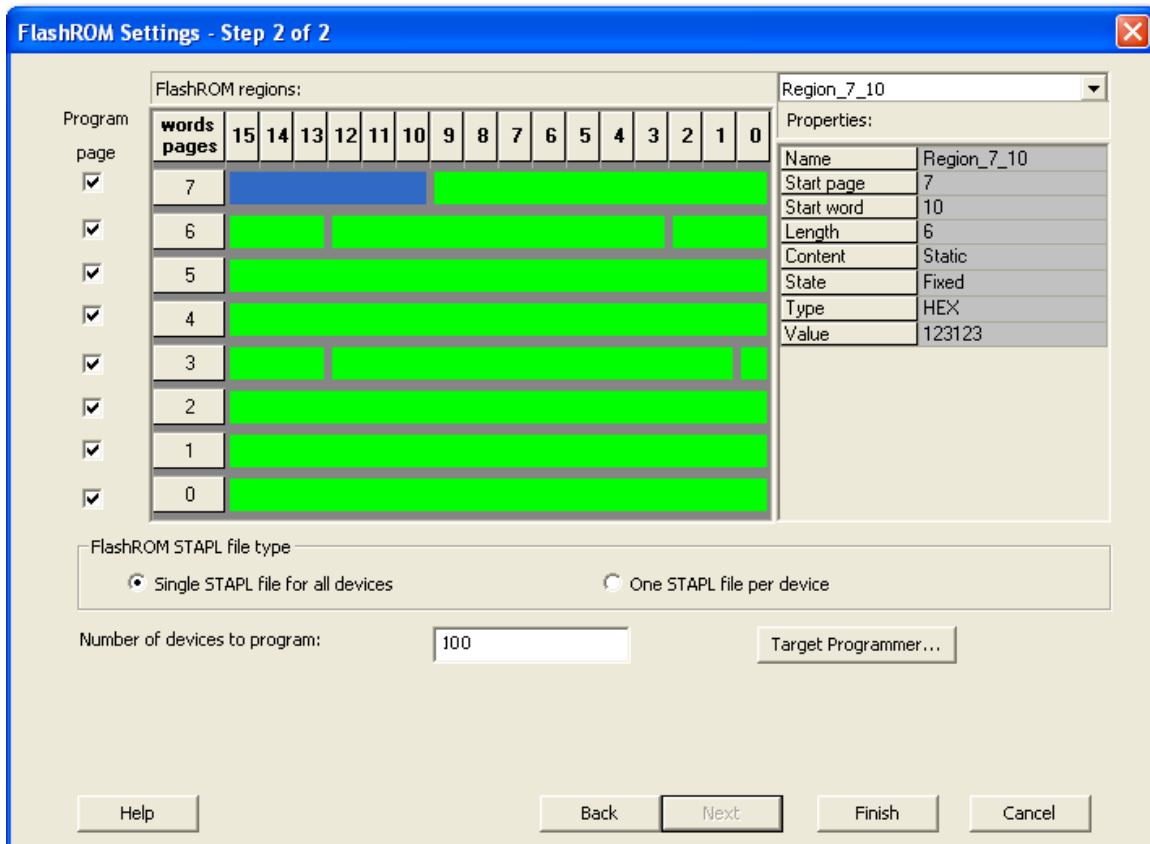 FlashROM Settings - Step 2 of 2
FlashROM regions:
Region_7_10
Program
page
words
pages
15 14 13 12 11 10 9 8 7 6 5 4 3 2 1 0
Properties:
7
6
5
4
3
2
1
0
Name Region_7_10
Start page 7
Start word 10
Length 6
Content Static
State Fixed
Type HEX
Value 123123
FlashROM STAPL file type
Single STAPL file for all devices One STAPL file per device
Number of devices to program: 100 Target Programmer...
Help Back Next Finish Cancel